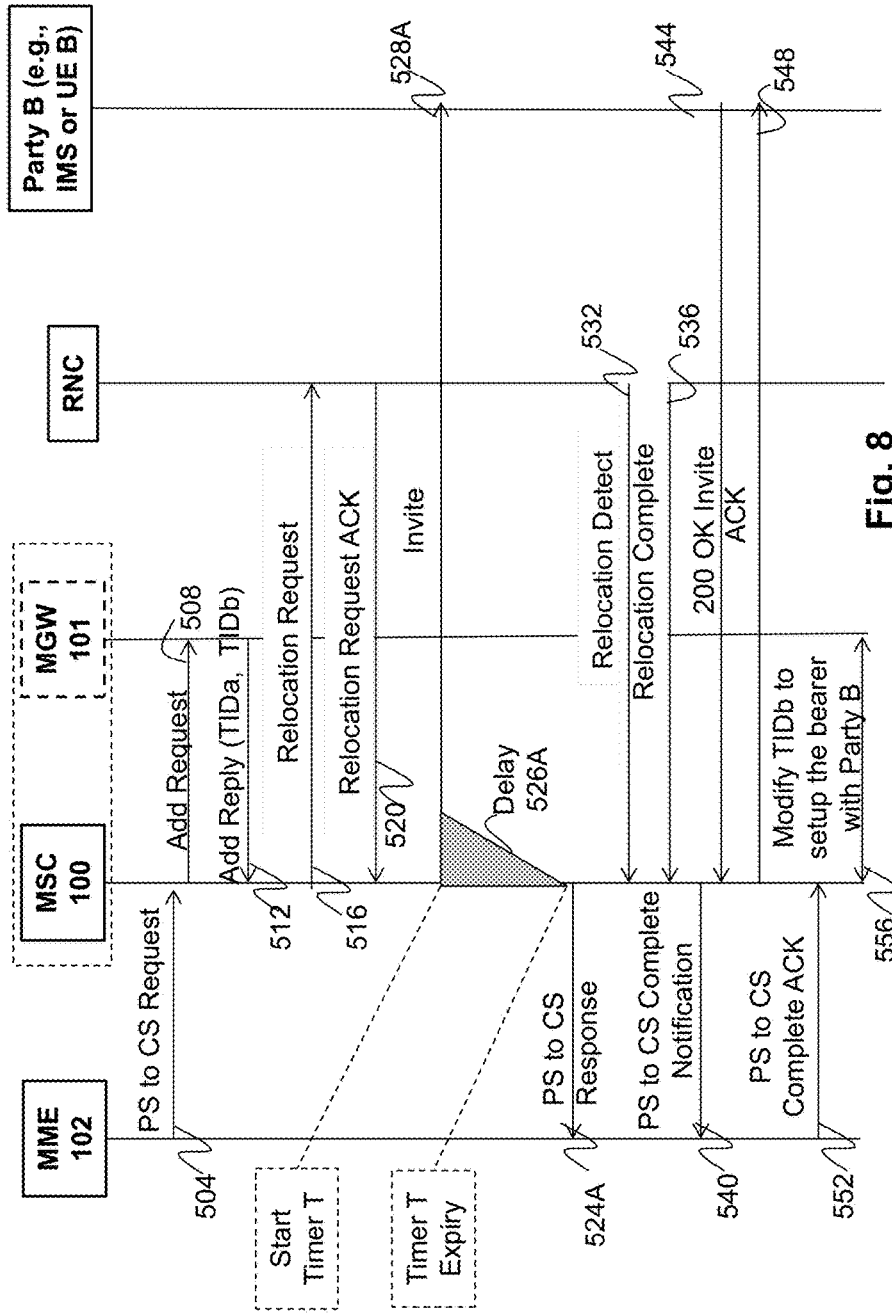 MME
102
MSC
100
MGW
101
RNC
Party B (e.g.,
IMS or UE B)
PS to CS Request
504
Add Request
508
Add Reply (TIDa, TIDb)
512
Relocation Request
516
Relocation Request ACK
520
Start
Timer T
Invite
528A
Delay
526A
Timer T
Expiry
PS to CS
Response
524A
Relocation Detect
532
Relocation Complete
536
PS to CS Complete
Notification
540
200 OK Invite
544
ACK
548
PS to CS
Complete ACK
552
Modify TIDb to
setup the bearer
with Party B
556
Fig. 8